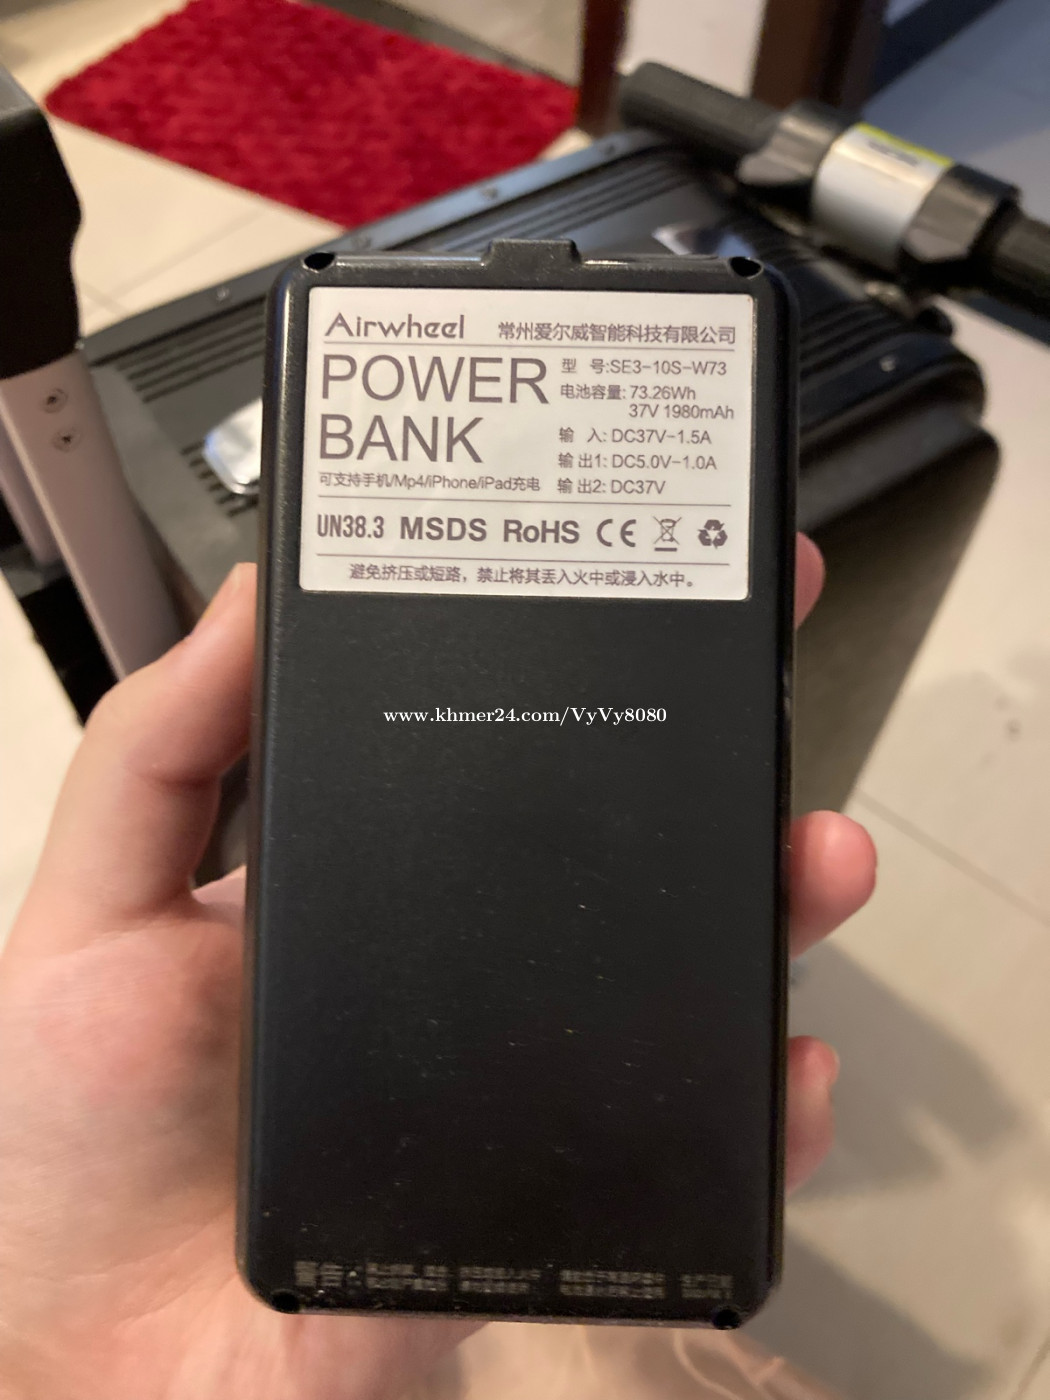 Airwheel 常州爱尔威智能科技有限公司
POWER
BANK
可支持手机/Mp4/iPhone/iPad充电
型 号:SE3-10S-W73
电池容量: 73.26Wh
37V 1980mAh
输 入: DC37V-1.5A
输 出1: DC5.0V-1.0A
输 出2: DC37V
UN38.3 MSDS RoHS CE
避免挤压或短路，禁止将其丢入火中或浸入水中。
www.khmer24.com/VyVy8080
警告: